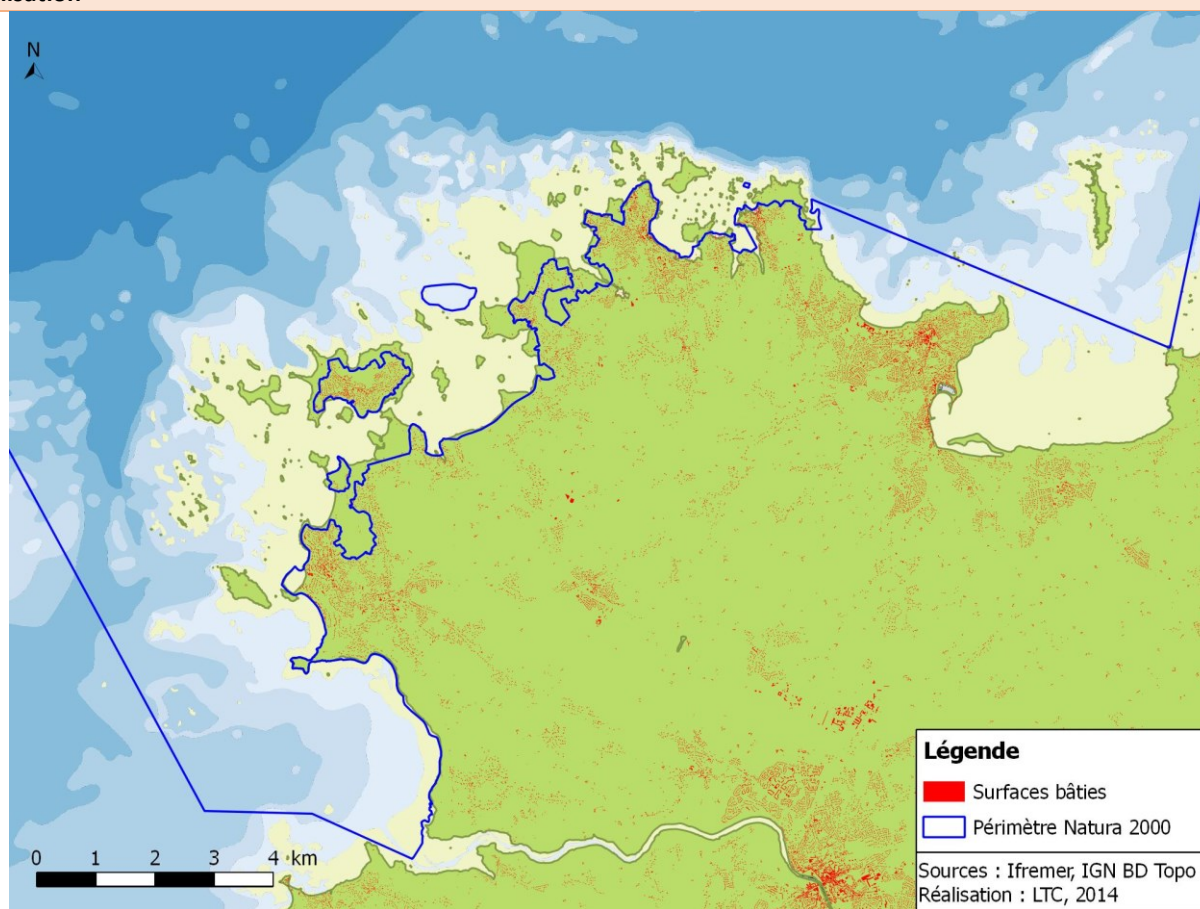 N
Légende
Surfaces bâties
Périmètre Natura 2000
0 1 2 3 4 km
Sources : Ifremer, IGN BD Topo
Réalisation : LTC, 2014